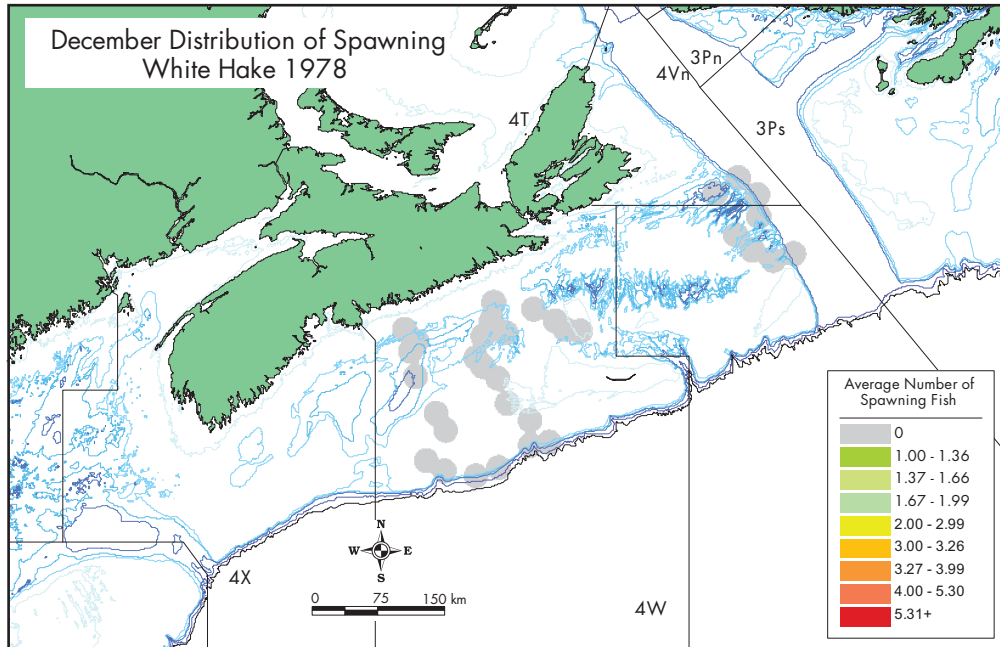 December Distribution of Spawning
White Hake 1978
3Pn
4Vn
4T
3Ps
Average Number of
Spawning Fish
0
1.00 - 1.36
1.37 - 1.66
1.67 - 1.99
2.00 - 2.99
3.00 - 3.26
3.27 - 3.99
4.00 - 5.30
5.31+
N
W E
S
4X
0 75 150 km
4W